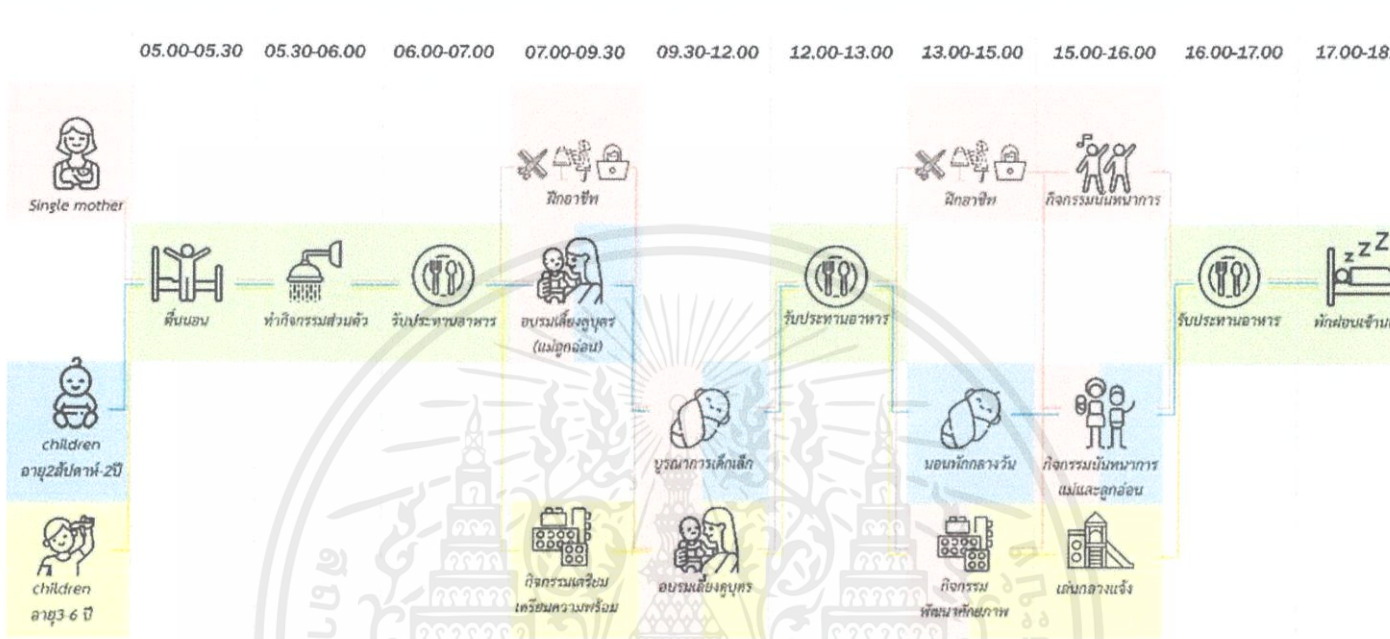 05.00-05.30 05.30-06.00 06.00-07.00 07.00-09.30 09.30-12.00 12.00-13.00 13.00-15.00 15.00-16.00 16.00-17.00 17.00-18.
Single mother
ฝึกอาชีพ
ฝึกอาชีพ
กิจกรรมนันทนาการ
ตื่นนอน
ทำกิจกรรมส่วนตัว
รับประทานอาหาร
อบรมเลี้ยงดูบุตร
(แม่ลูกอ่อน)
รับประทานอาหาร
รับประทานอาหาร
พักผ่อนเข้าน
children
อายุ2สัปดาห์-2ปี
บูรณาการเด็กเล็ก
นอนพักกลางวัน
กิจกรรมนันทนาการ
แม่และลูกอ่อน
children
อายุ3-6 ปี
กิจกรรมเตรียม
เตรียมความพร้อม
อบรมเลี้ยงดูบุตร
กิจกรรม
พัฒนาศักยภาพ
เล่นกลางแจ้ง